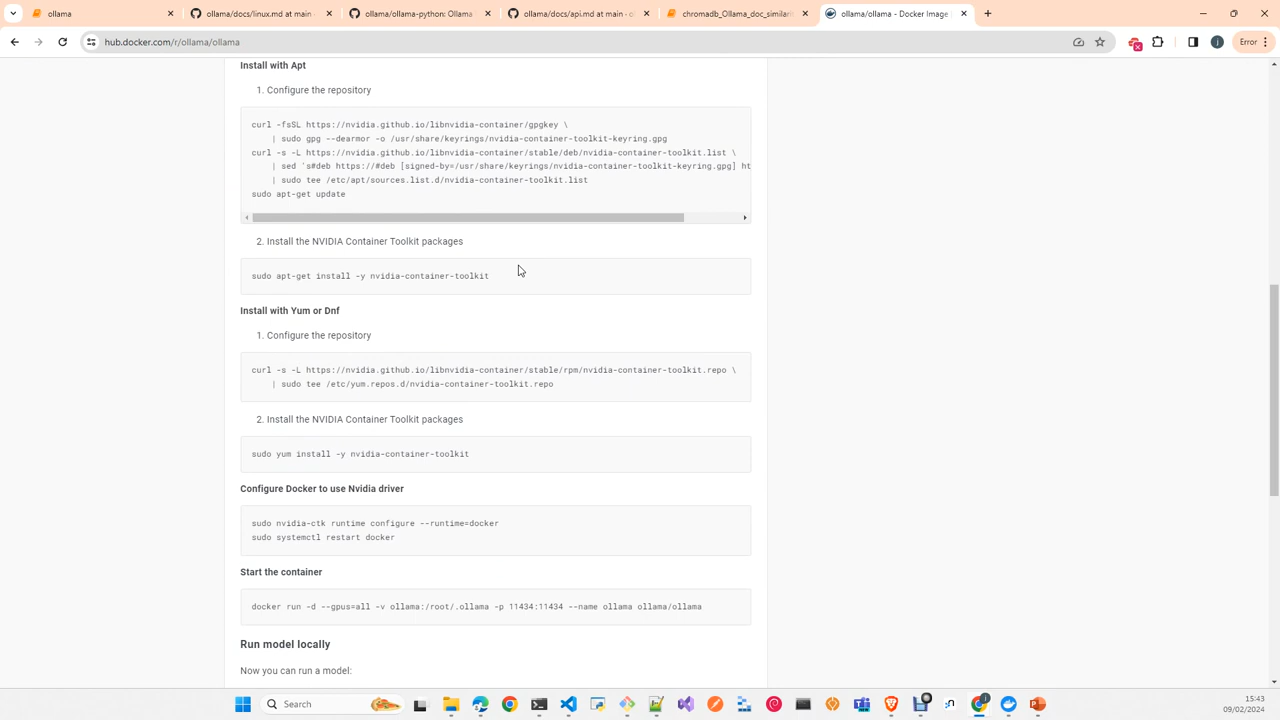 ollama
ollama/docs/linux.md at main ·
ollama/ollama-python: Ollama
ollama/docs/api.md at main · o
chromadb_Ollama_doc_similarit
ollama/ollama - Docker Image
hub.docker.com/r/ollama/ollama
Error
Install with Apt
1. Configure the repository
curl -fsSL https://nvidia.github.io/libnvidia-container/gpgkey \
| sudo gpg --dearmor -o /usr/share/keyrings/nvidia-container-toolkit-keyring.gpg
curl -s -L https://nvidia.github.io/libnvidia-container/stable/deb/nvidia-container-toolkit.list \
| sed 's#deb https://#deb [signed-by=/usr/share/keyrings/nvidia-container-toolkit-keyring.gpg] ht
| sudo tee /etc/apt/sources.list.d/nvidia-container-toolkit.list
sudo apt-get update
2. Install the NVIDIA Container Toolkit packages
sudo apt-get install -y nvidia-container-toolkit
Install with Yum or Dnf
1. Configure the repository
curl -s -L https://nvidia.github.io/libnvidia-container/stable/rpm/nvidia-container-toolkit.repo \
| sudo tee /etc/yum.repos.d/nvidia-container-toolkit.repo
2. Install the NVIDIA Container Toolkit packages
sudo yum install -y nvidia-container-toolkit
Configure Docker to use Nvidia driver
sudo nvidia-ctk runtime configure --runtime=docker
sudo systemctl restart docker
Start the container
docker run -d --gpus=all -v ollama:/root/.ollama -p 11434:11434 --name ollama ollama/ollama
Run model locally
Now you can run a model:
Search
15:43
09/02/2024